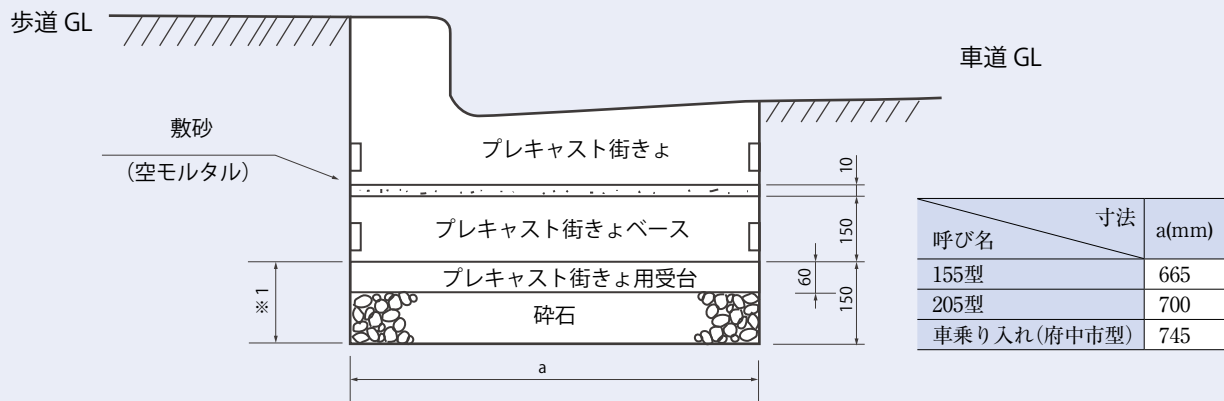 歩道 GL
車道 GL
敷砂
(空モルタル)
プレキャスト街きょ
10
プレキャスト街きょベース
150
プレキャスト街きょ用受台
60
150
※1
砕石
a
寸法
呼び名
a(mm)
155型 665
205型 700
車乗り入れ(府中市型) 745